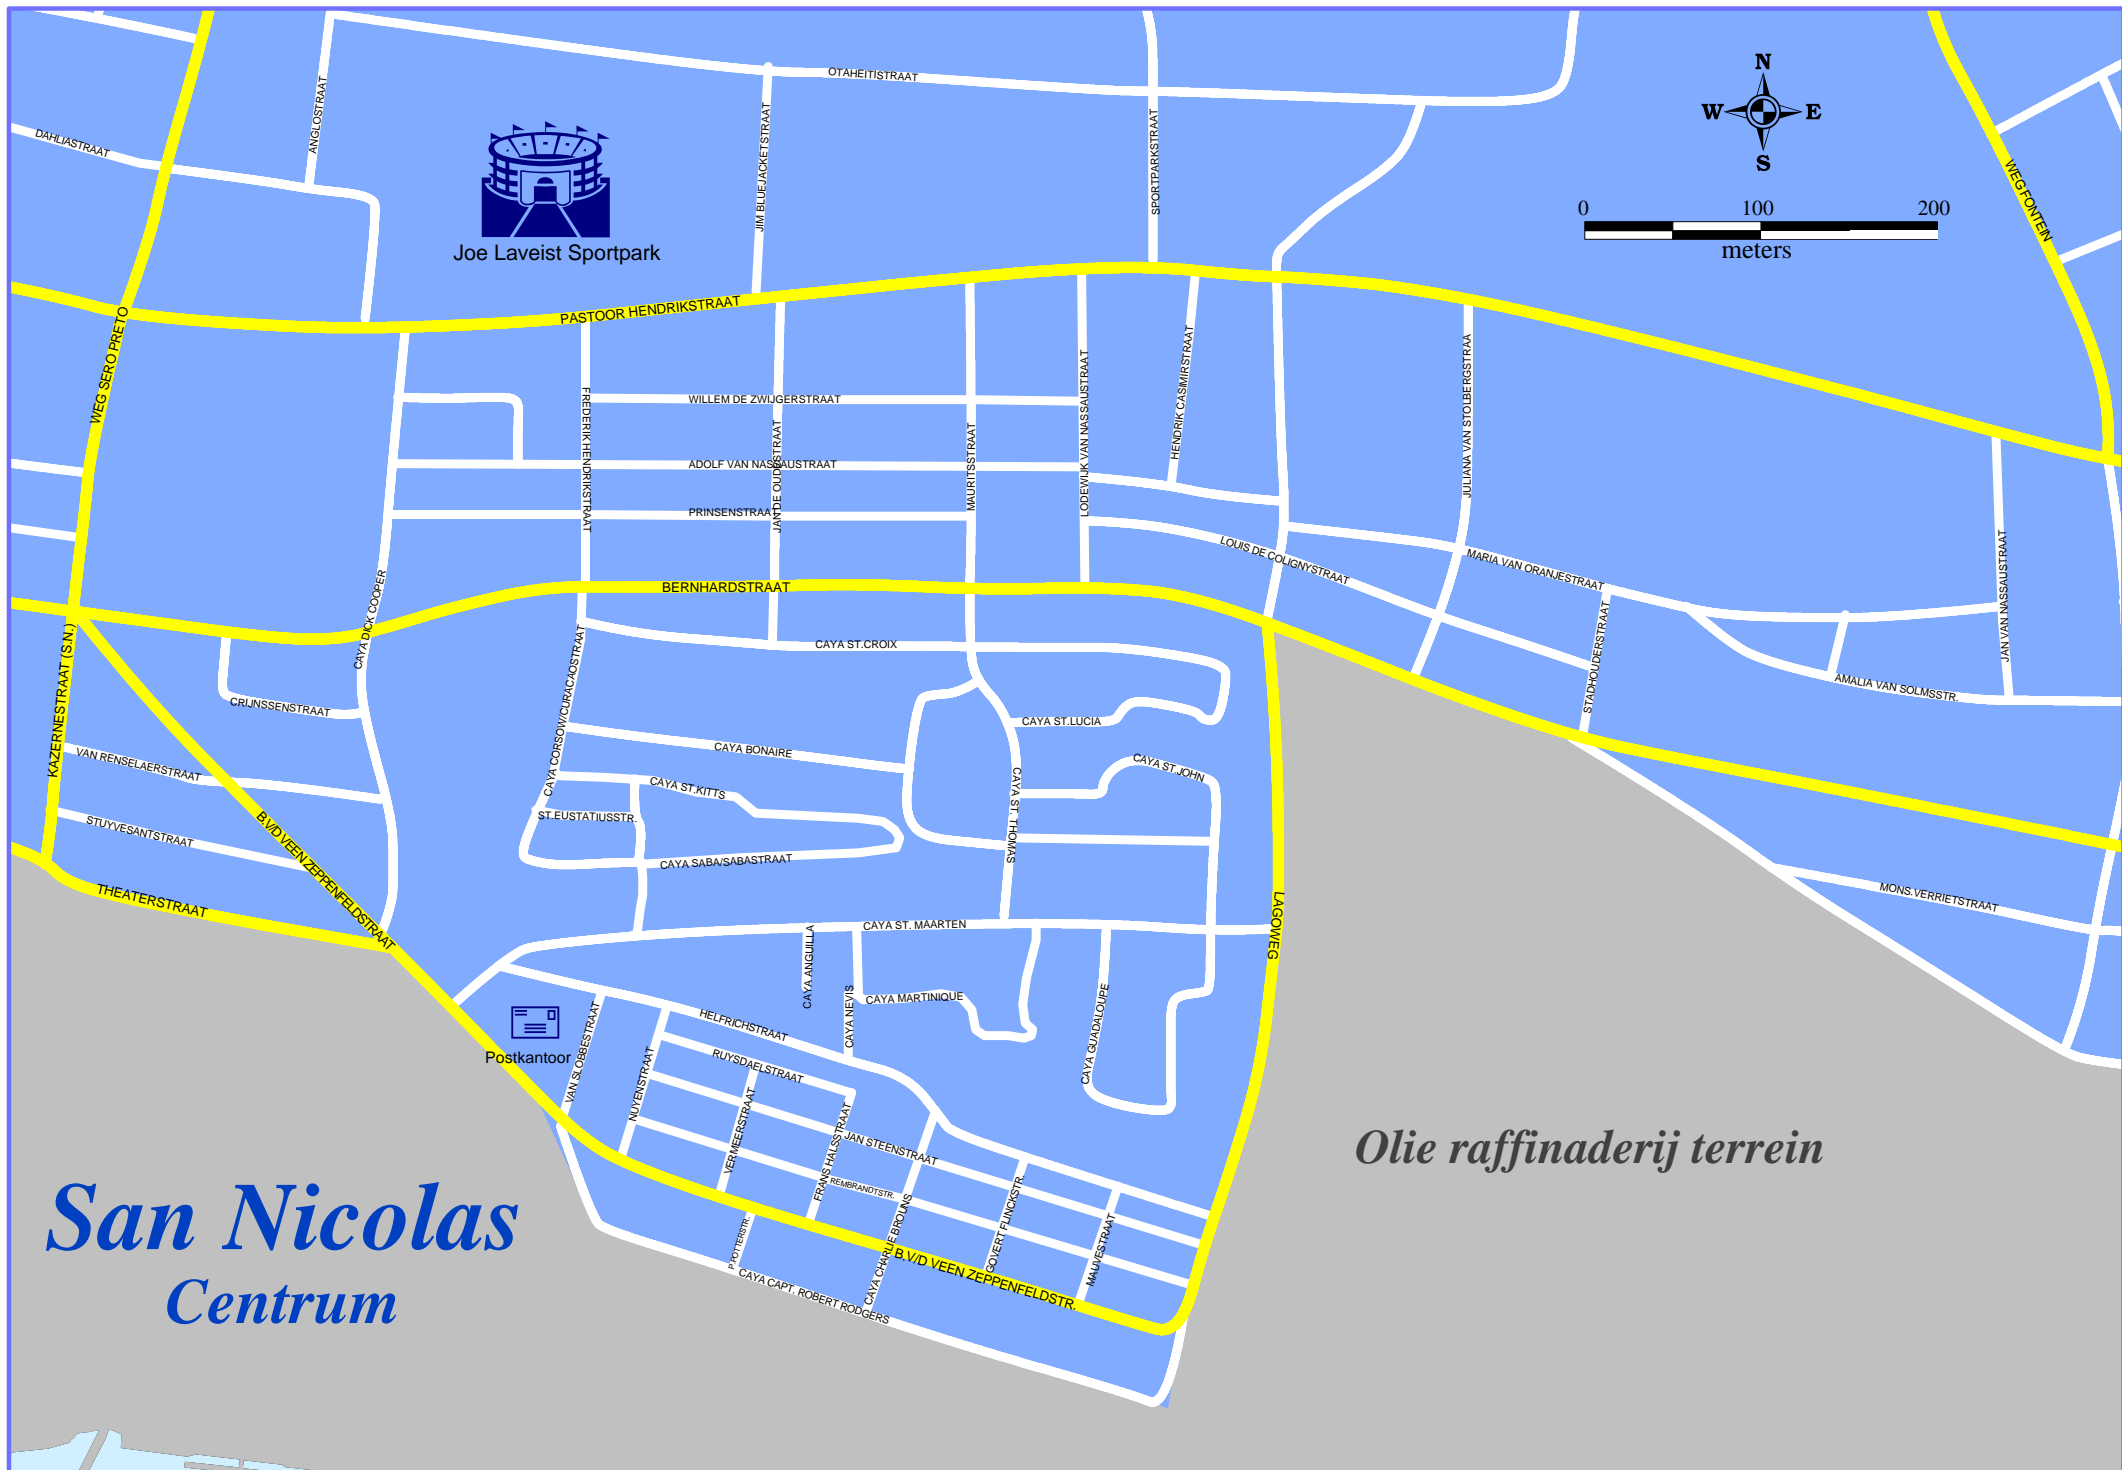 OTAHEITISTRAAT
N
W E
S
ANGLOSTRAAT
JIM BLUEJACKETSTRAAT
SPORTPARKSTRAAT
DAHLIASTRAAT
WEG FONTEIN
0 100 200
meters
Joe Laveist Sportpark
PASTOOR HENDRIKSTRAAT
WEG SERO PRETO
FREDERIK HENDRIKSTRAAT
WILLEM DE ZWIJGERSTRAAT
JAN DE OUDESTRAAT
MAURITSSTRAAT
LODEWIJK VAN NASSAUSTRAAT
HENDRIK CASIMIRSTRAAT
JULIANA VAN STOLBERGSTRAA
ADOLF VAN NASSAUSTRAAT
PRINSENSTRAAT
LOUIS DE COLIGNYSTRAAT
MARIA VAN ORANJESTRAAT
JAN VAN NASSAUSTRAAT
CAYA DICK COOPER
BERNHARDSTRAAT
STADHOUDERSTRAAT
KAZERNESTRAAT (S.N.)
CAYA CORSOW/CURACAOSTRAAT
CAYA ST.CROIX
AMALIA VAN SOLMSSTR.
CRIJNSSENSTRAAT
CAYA ST.LUCIA
VAN RENSELAERSTRAAT
CAYA BONAIRE
CAYA ST.JOHN
CAYA ST.KITTS
CAYA ST. THOMAS
ST.EUSTATIUSSTR.
STUYVESANTSTRAAT
B.V/D VEEN ZEPPENFELDSTRAAT
CAYA SABA/SABASTRAAT
THEATERSTRAAT
MONS.VERRIETSTRAAT
LAGOWEG
CAYA ST. MAARTEN
CAYA ANGUILLA
CAYA NEVIS
CAYA MARTINIQUE
CAYA GUADALOUPE
HELFRICHSTRAAT
Postkantoor
VAN SLOBBESTRAAT
NUYENSTRAAT
RUYSDAELSTRAAT
VERMEERSTRAAT
FRANS HALSSTRAAT
JAN STEENSTRAAT
REMBRANDTSTR.
Olie raffinaderij terrein
San Nicolas
Centrum
P. POTTERSTR.
CAYA CHARLIE BROUNS
GOVERT FLINCKSTR.
MAUVESTRAAT
B.V/D VEEN ZEPPENFELDSTR.
CAYA CAPT. ROBERT RODGERS